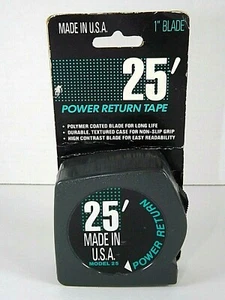 MADE IN U.S.A.
1" BLADE
25'
POWER RETURN TAPE
• POLYMER COATED BLADE FOR LONG LIFE
• DURABLE, TEXTURED CASE FOR NON-SLIP GRIP
• HIGH CONTRAST BLADE FOR EASY READABILITY
25'
MADE IN
U.S.A.
MODEL 25
POWER RETURN